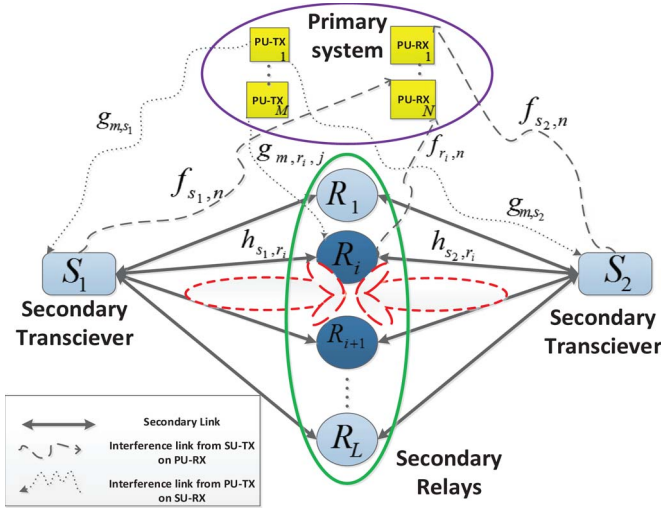 Primary
system
PU-TX
1
PU-RX
1
PU-TX
M
PU-RX
N
g_{m,s_1}
f_{s_1,n}
g_{m,r_i,j}
f_{r_i,n}
f_{s_2,n}
g_{m,s_2}
R_1
h_{s_1,r_i}
R_i
h_{s_2,r_i}
S_1
S_2
Secondary
Transciever
Secondary
Transciever
R_{i+1}
R_L
Secondary
Relays
Secondary Link
Interference link from SU-TX
on PU-RX
Interference link from PU-TX
on SU-RX